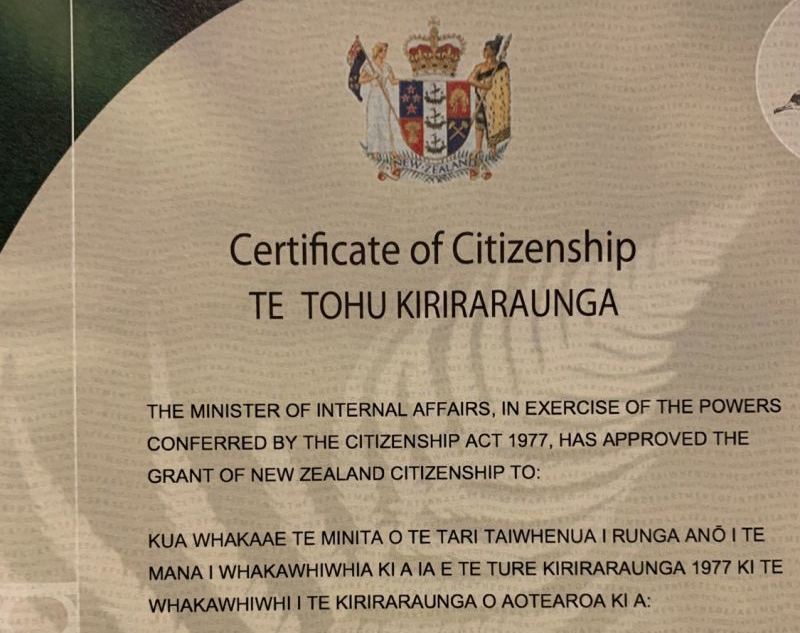 NEW ZEALAND
Certificate of Citizenship
TE TOHU KIRIRARAUNGA
THE MINISTER OF INTERNAL AFFAIRS, IN EXERCISE OF THE POWERS
CONFERRED BY THE CITIZENSHIP ACT 1977, HAS APPROVED THE
GRANT OF NEW ZEALAND CITIZENSHIP TO:
KUA WHAKAAE TE MINITA O TE TARI TAIWHENUA I RUNGA ANŌ I TE
MANA I WHAKAWHIWHIA KI A IA E TE TURE KIRIRARAUNGA 1977 KI TE
WHAKAWHIWHI I TE KIRIRARAUNGA O AOTEAROA KI A: